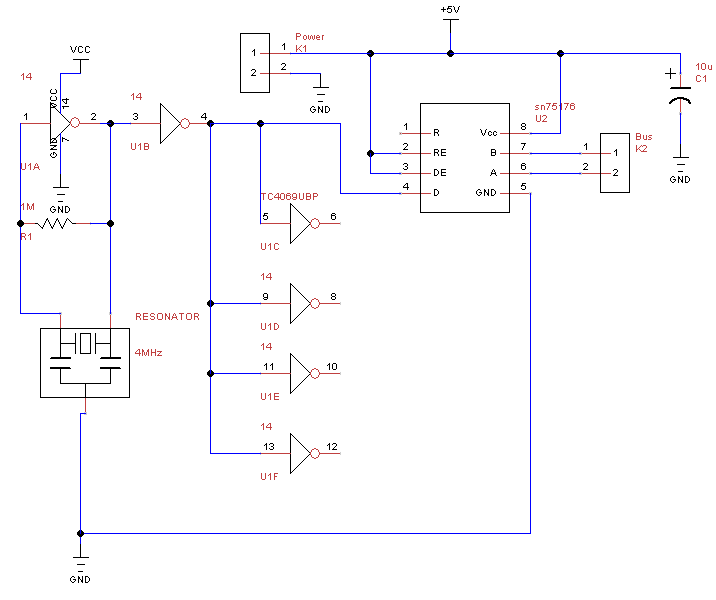 +5V
Power
K1
1
1
2
2
GND
VCC
14
VCC
14
1
2
GND
7
U1A
GND
1M
R1
14
3
4
U1B
10u
C1
sn75176
U2
1
R
2
RE
3
DE
4
D
Vcc
8
B
7
A
6
GND
5
Bus
K2
1
1
2
2
GND
TC4069UBP
5
6
U1C
14
9
8
U1D
14
11
10
U1E
14
13
12
U1F
RESONATOR
4MHz
GND